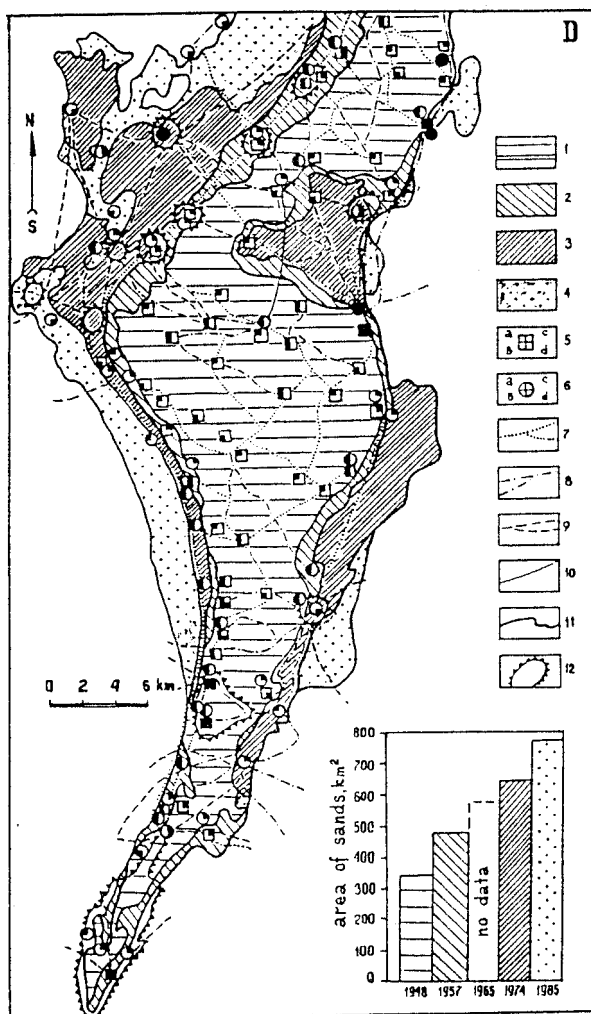 D
N
S
1
2
3
4
a c
в d
5
a c
в d
6
7
8
9
10
11
12
0 2 4 6 km
area of sands, km²
800
700
600
500
400
300
200
100
0
no data
1948 1957 1965 1974 1985